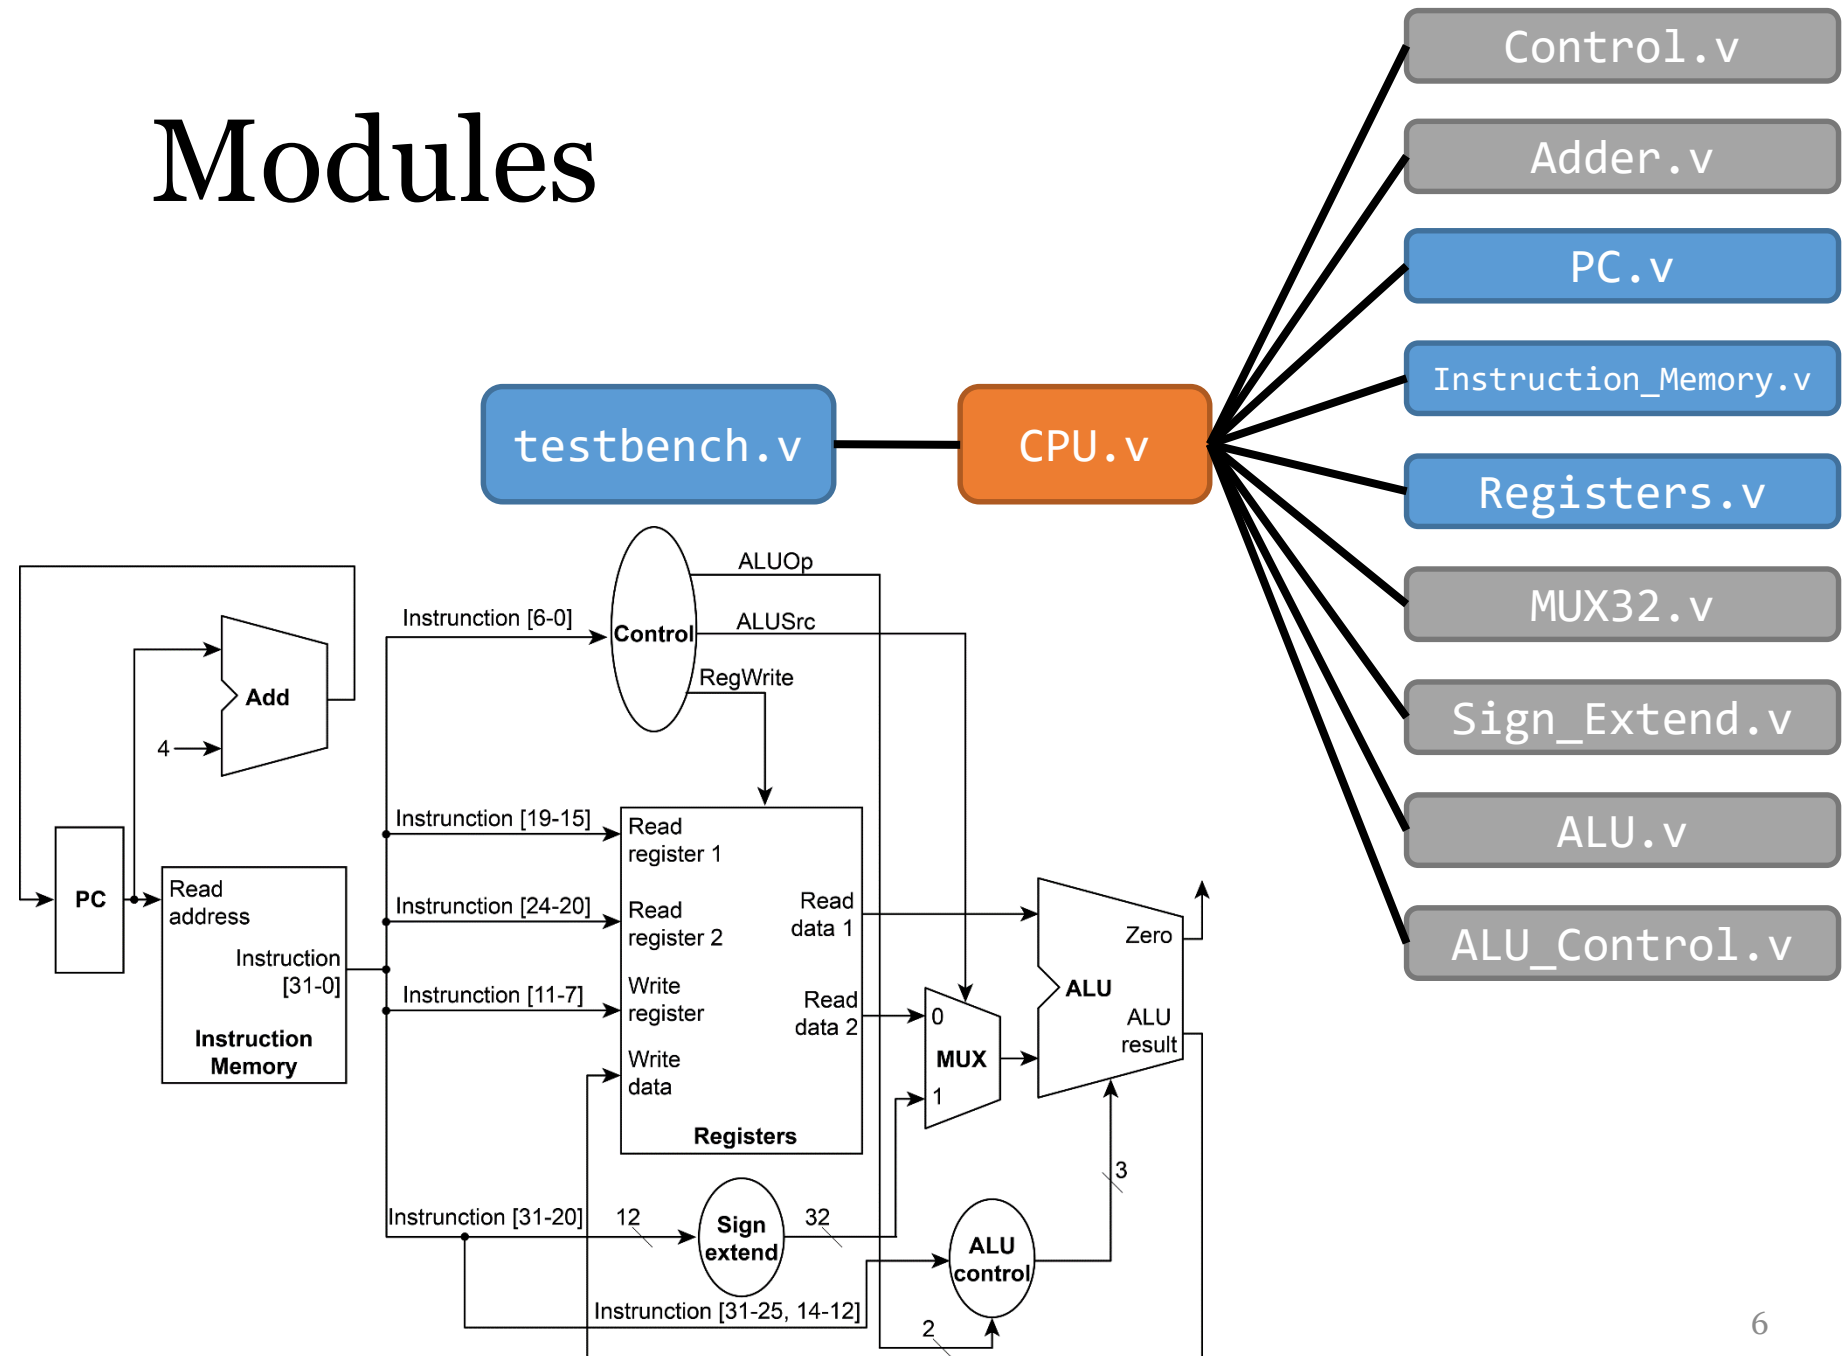 Modules
Control.v
Adder.v
PC.v
Instruction_Memory.v
Registers.v
MUX32.v
Sign_Extend.v
ALU.v
ALU_Control.v
testbench.v
CPU.v
ALUOp
Instrunction [6-0]
Control
ALUSrc
RegWrite
Add
4
PC
Read
address
Instruction
[31-0]
Instruction
Memory
Instrunction [19-15]
Instrunction [24-20]
Instrunction [11-7]
Read
register 1
Read
register 2
Write
register
Write
data
Read
data 1
Read
data 2
Registers
0
MUX
1
Zero
ALU
ALU
result
3
Instrunction [31-20]
12
Sign
extend
32
ALU
control
Instrunction [31-25, 14-12]
2
6